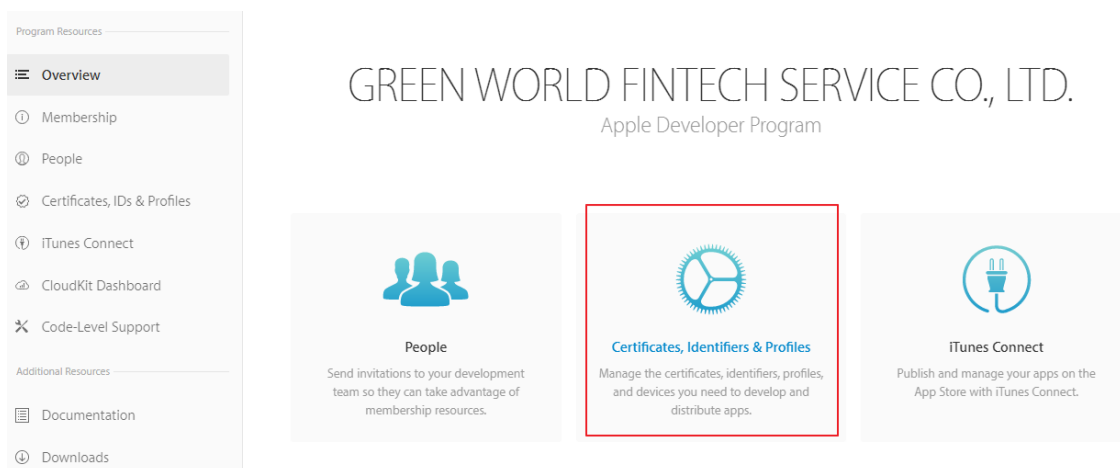 Program Resources
Overview
Membership
People
Certificates, IDs & Profiles
iTunes Connect
CloudKit Dashboard
Code-Level Support
Additional Resources
Documentation
Downloads
GREEN WORLD FINTECH SERVICE CO., LTD.
Apple Developer Program
People
Send invitations to your development
team so they can take advantage of
membership resources.
Certificates, Identifiers & Profiles
Manage the certificates, identifiers, profiles,
and devices you need to develop and
distribute apps.
iTunes Connect
Publish and manage your apps on the
App Store with iTunes Connect.